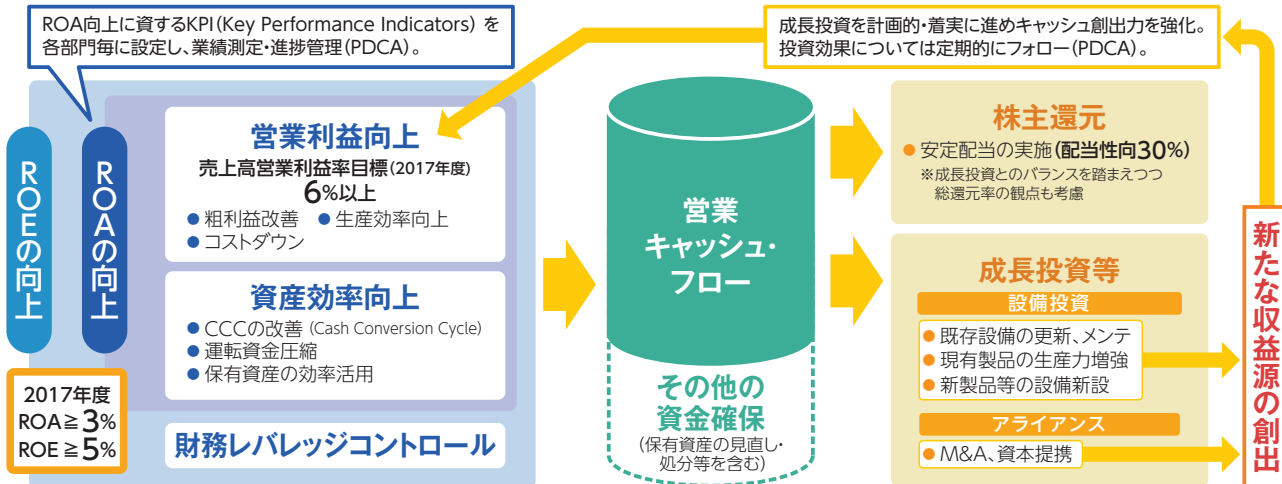 ROA向上に資するKPI(Key Performance Indicators) を
各部門毎に設定し、業績測定・進捗管理(PDCA)。
成長投資を計画的・着実に進めキャッシュ創出力を強化。
投資効果については定期的にフォロー(PDCA)。
ROEの向上
ROAの向上
営業利益向上
売上高営業利益率目標(2017年度)
6%以上
● 粗利益改善 ● 生産効率向上
● コストダウン
資産効率向上
● CCCの改善 (Cash Conversion Cycle)
● 運転資金圧縮
● 保有資産の効率活用
2017年度
ROA≧3%
ROE≧5%
財務レバレッジコントロール
営業
キャッシュ・
フロー
その他の
資金確保
(保有資産の見直し・
処分等を含む)
株主還元
● 安定配当の実施(配当性向30%)
※成長投資とのバランスを踏まえつつ
総還元率の観点も考慮
成長投資等
設備投資
● 既存設備の更新、メンテ
● 現有製品の生産力増強
● 新製品等の設備新設
アライアンス
● M&A、資本提携
新たな収益源の創出